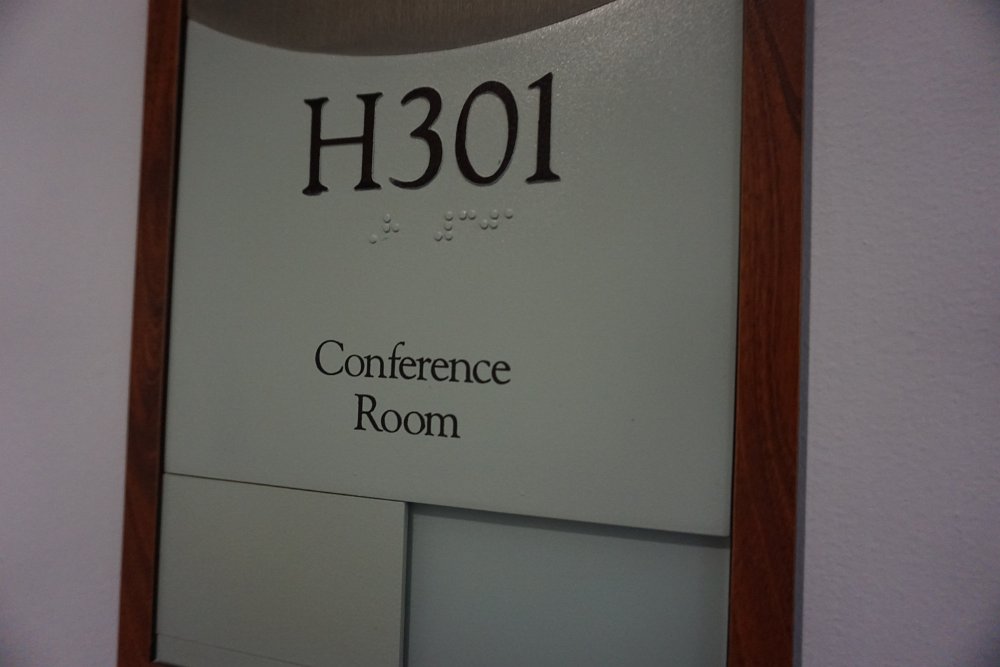 H301
⠠⠓ ⠼⠉⠚⠁
Conference
Room